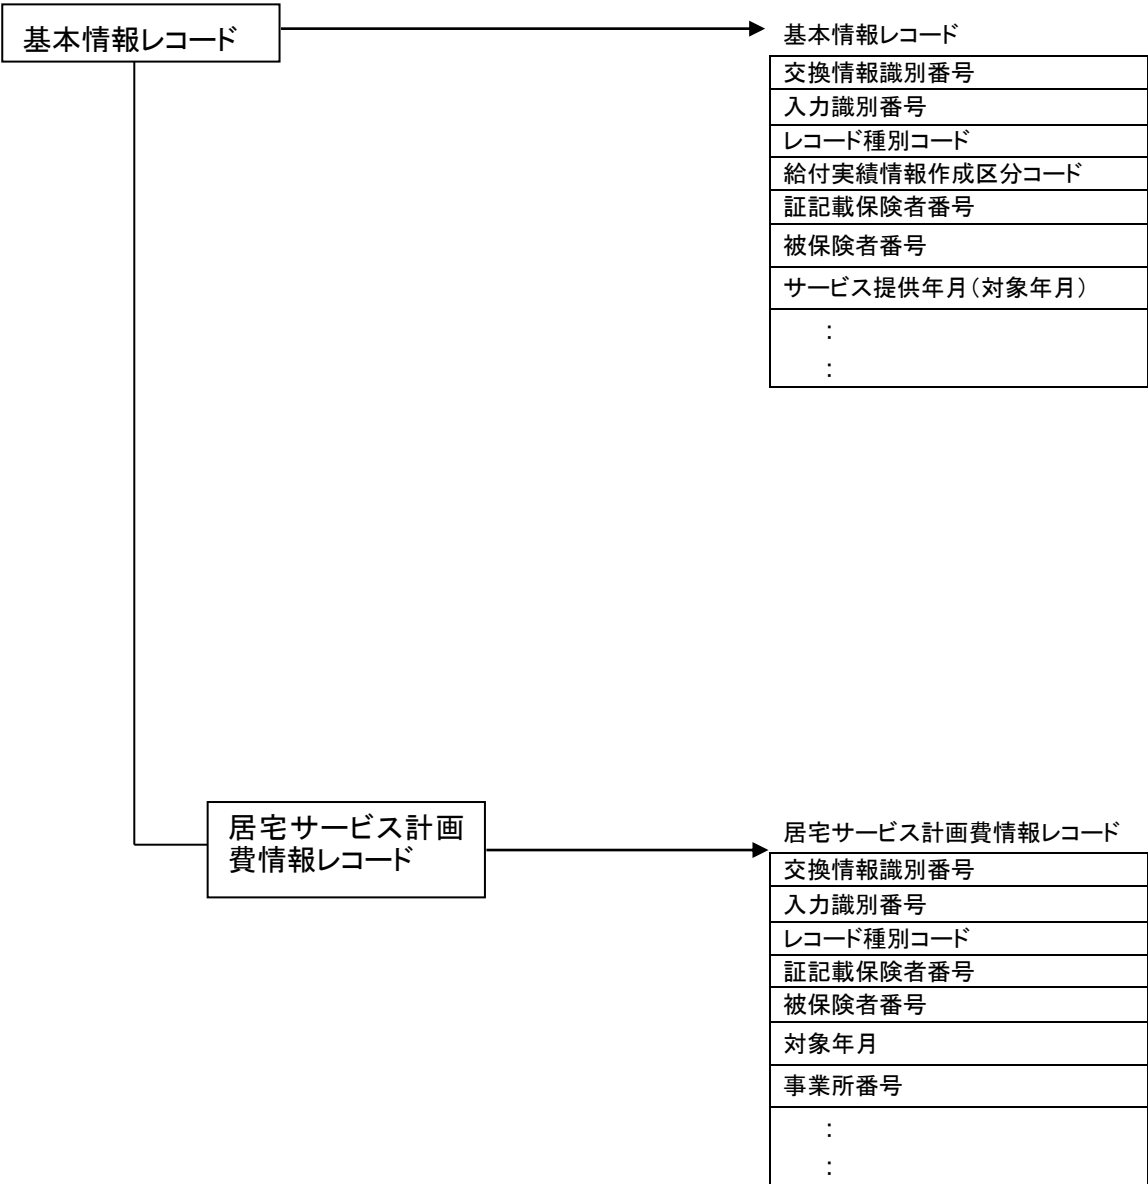 基本情報レコード
基本情報レコード
交換情報識別番号
入力識別番号
レコード種別コード
給付実績情報作成区分コード
証記載保険者番号
被保険者番号
サービス提供年月(対象年月)
:
:
居宅サービス計画
費情報レコード
居宅サービス計画費情報レコード
交換情報識別番号
入力識別番号
レコード種別コード
証記載保険者番号
被保険者番号
対象年月
事業所番号
:
: